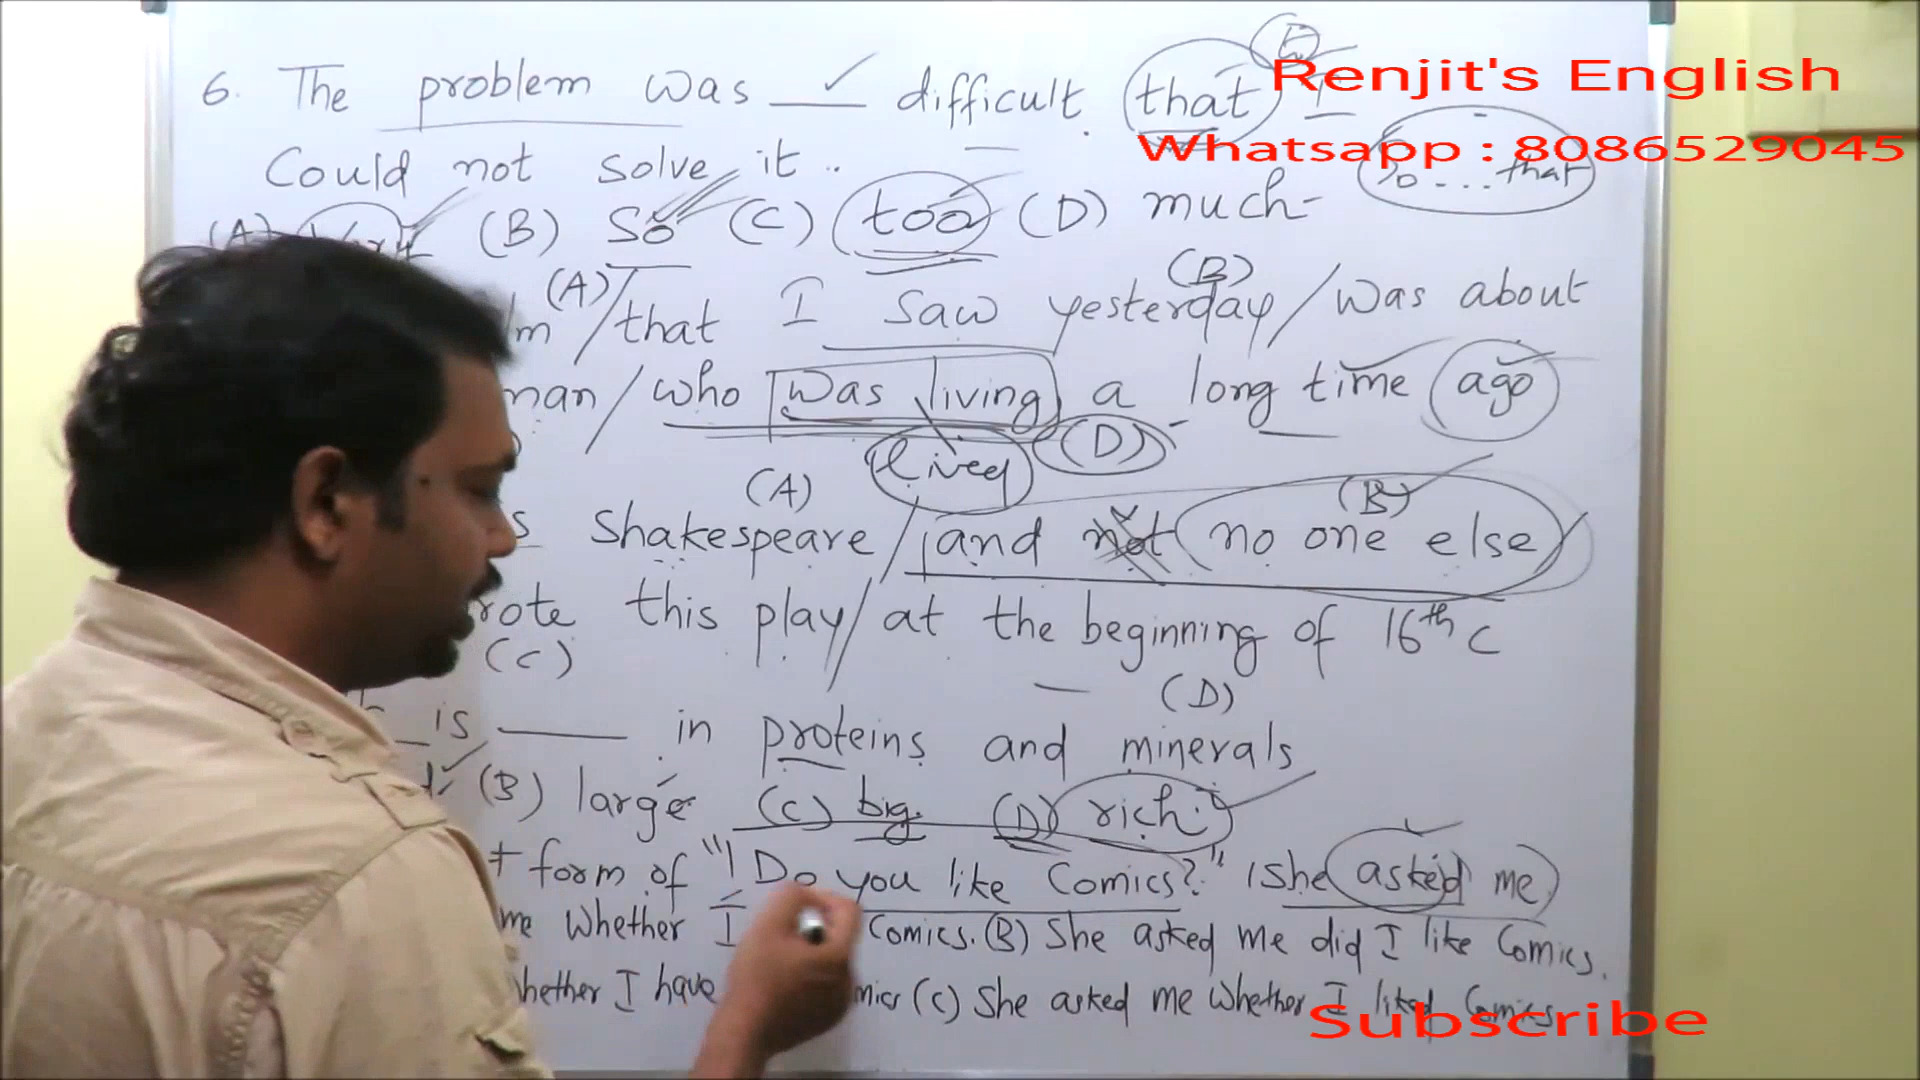 6. The problem was ___ difficult that I
Renjit's English
Could not solve it..
Whatsapp : 8086529045
so ... that
(A) Very (B) So (C) too (D) much
(A) (B)
/ that I saw yesterday / was about
man / who was living a long time ago
lived (D)
(A) (B)
Shakespeare / and not no one else
wrote this play / at the beginning of 16th C
(C) (D)
is ___ in proteins and minerals
(B) large (C) big. (D) rich.
form of "Do you like Comics?" she asked me
me whether I Comics. (B) She asked me did I like Comics.
whether I have (C) She asked me whether I liked Comics
Subscribe